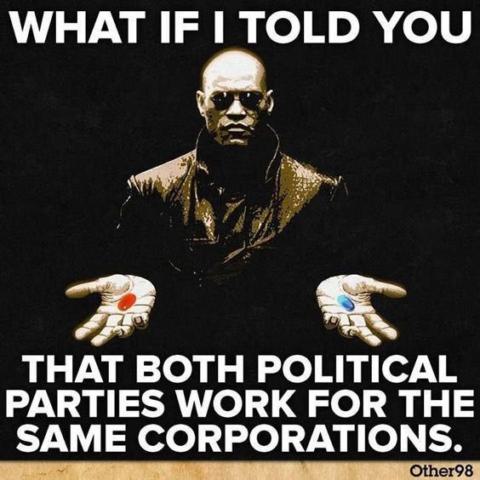 WHAT IF I TOLD YOU
THAT BOTH POLITICAL
PARTIES WORK FOR THE
SAME CORPORATIONS.
Other98